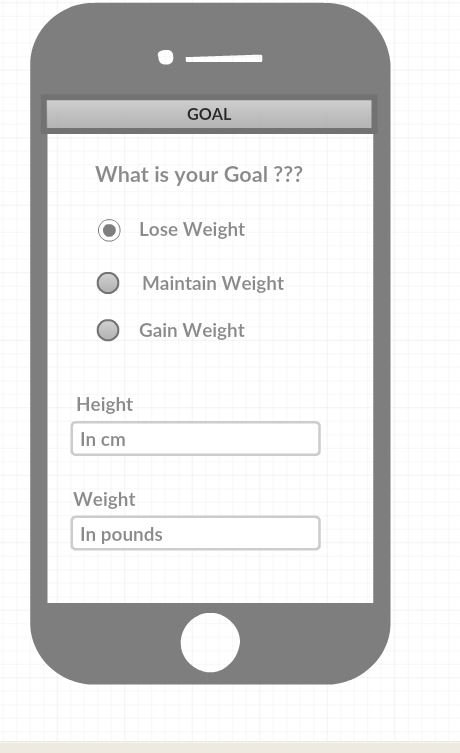 GOAL
What is your Goal ???
Lose Weight
Maintain Weight
Gain Weight
Height
In cm
Weight
In pounds